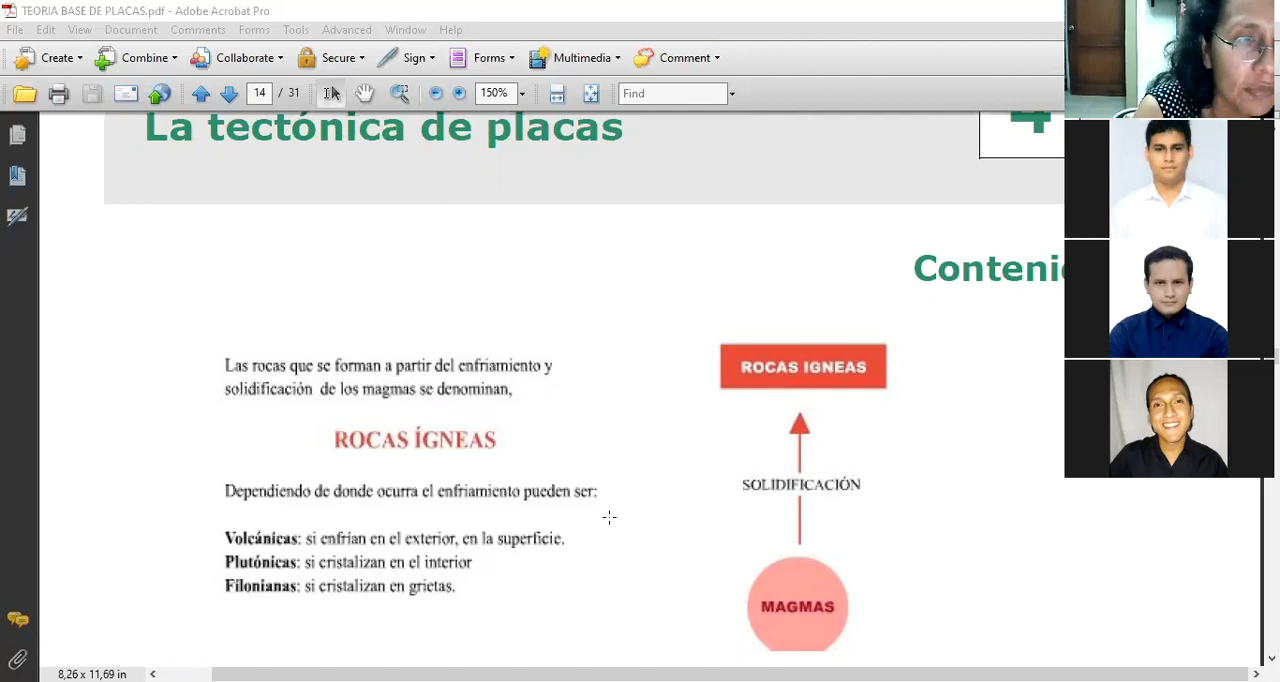 TEORIA BASE DE PLACAS.pdf - Adobe Acrobat Pro
File Edit View Document Comments Forms Tools Advanced Window Help
Create Combine Collaborate Secure Sign Forms Multimedia Comment
14 / 31 150% Find
La tectónica de placas
4
Conteni
Las rocas que se forman a partir del enfriamiento y
solidificación de los magmas se denominan,
ROCAS ÍGNEAS
Dependiendo de donde ocurra el enfriamiento pueden ser:
Volcánicas: si enfrían en el exterior, en la superficie.
Plutónicas: si cristalizan en el interior
Filonianas: si cristalizan en grietas.
ROCAS IGNEAS
SOLIDIFICACIÓN
MAGMAS
8,26 x 11,69 in